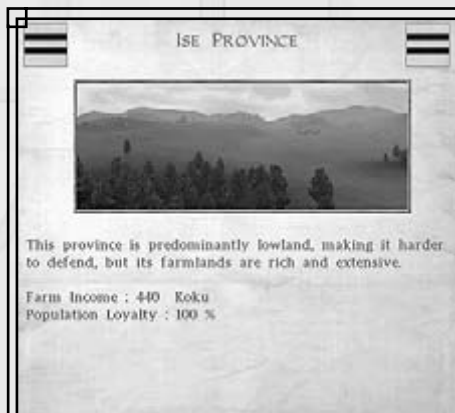 Ise Province
This province is predominantly lowland, making it harder
to defend, but its farmlands are rich and extensive.
Farm Income : 440 Koku
Population Loyalty : 100 %